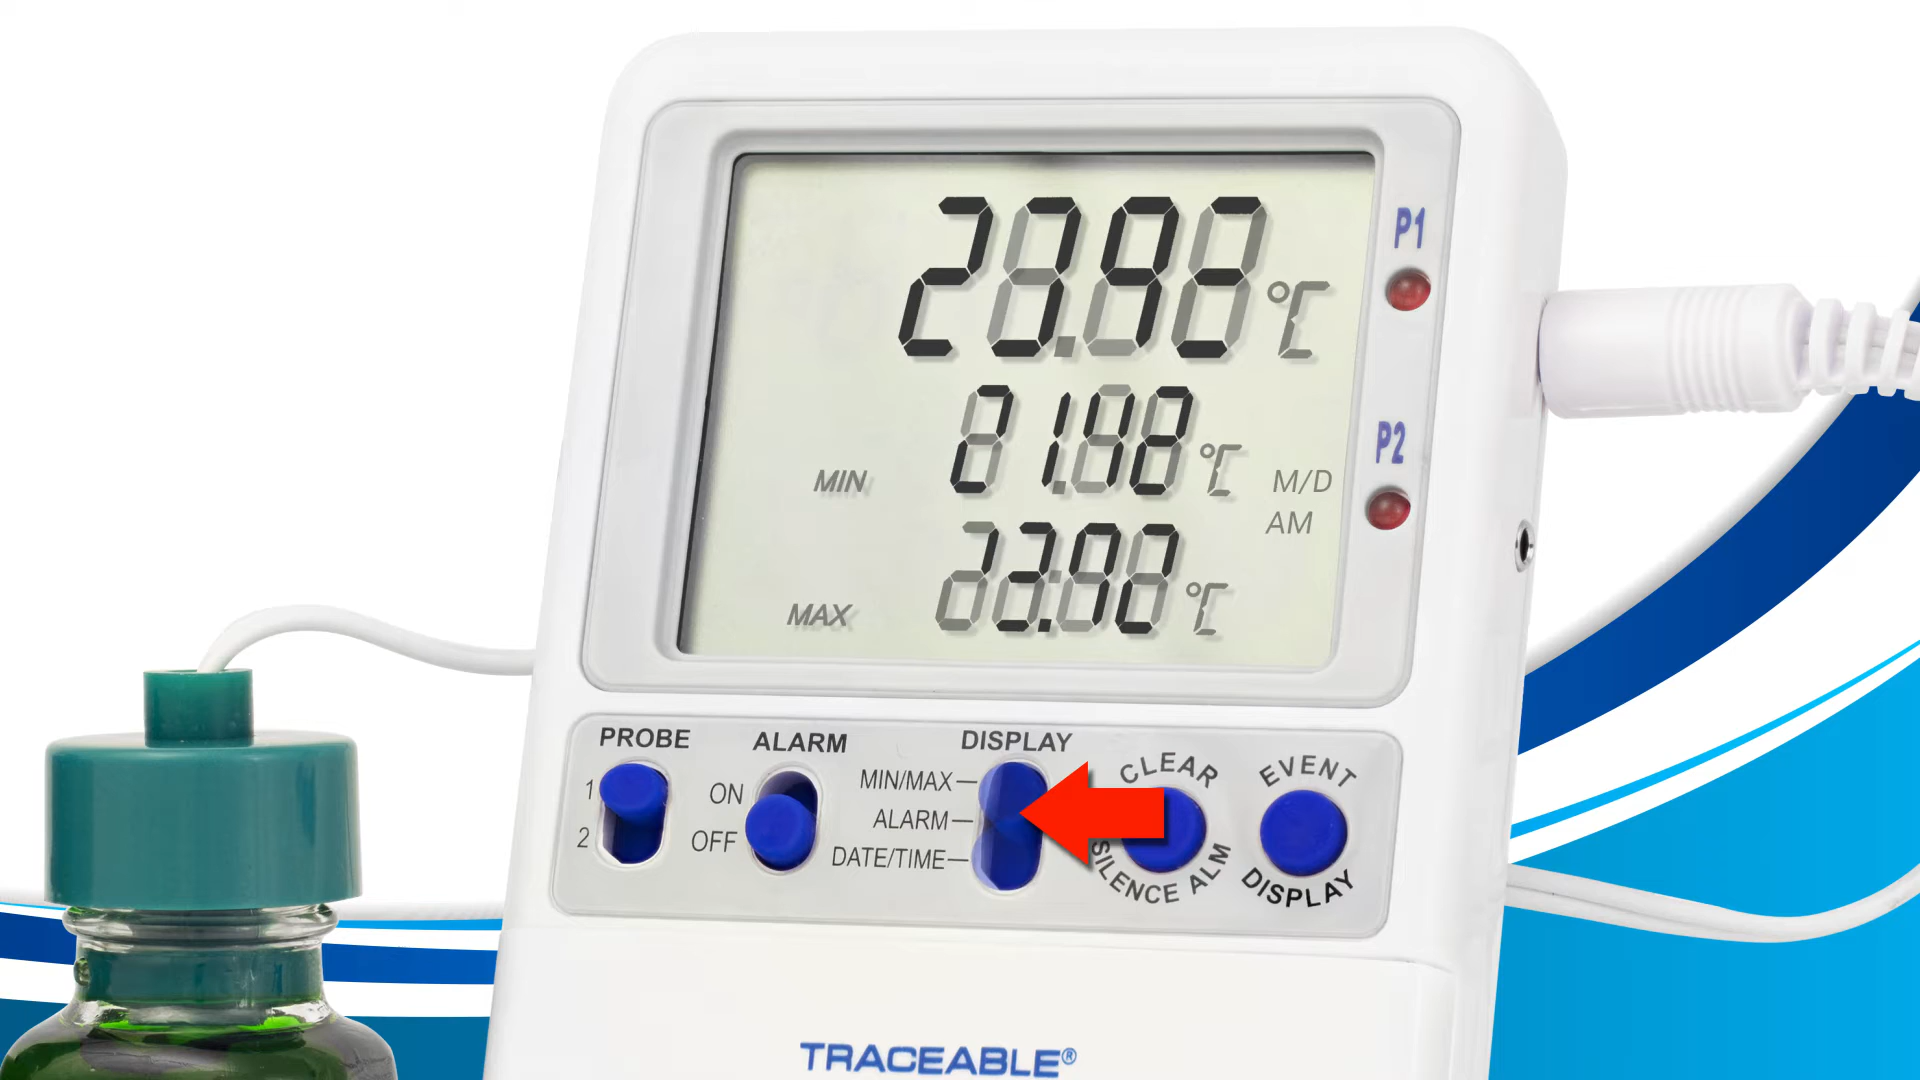 °C
P1
°C
MIN
M/D
AM
P2
MAX
°C
PROBE
1
2
ALARM
ON
OFF
DISPLAY
MIN/MAX
ALARM
DATE/TIME
CLEAR
SILENCE ALM
EVENT
DISPLAY
TRACEABLE®